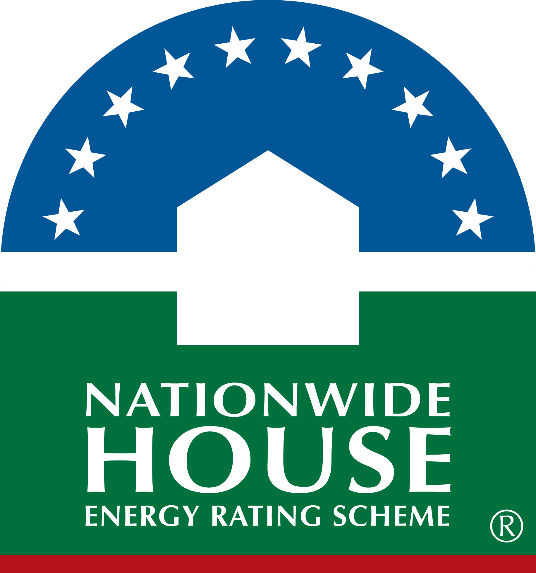 NATIONWIDE
HOUSE
ENERGY RATING SCHEME
®